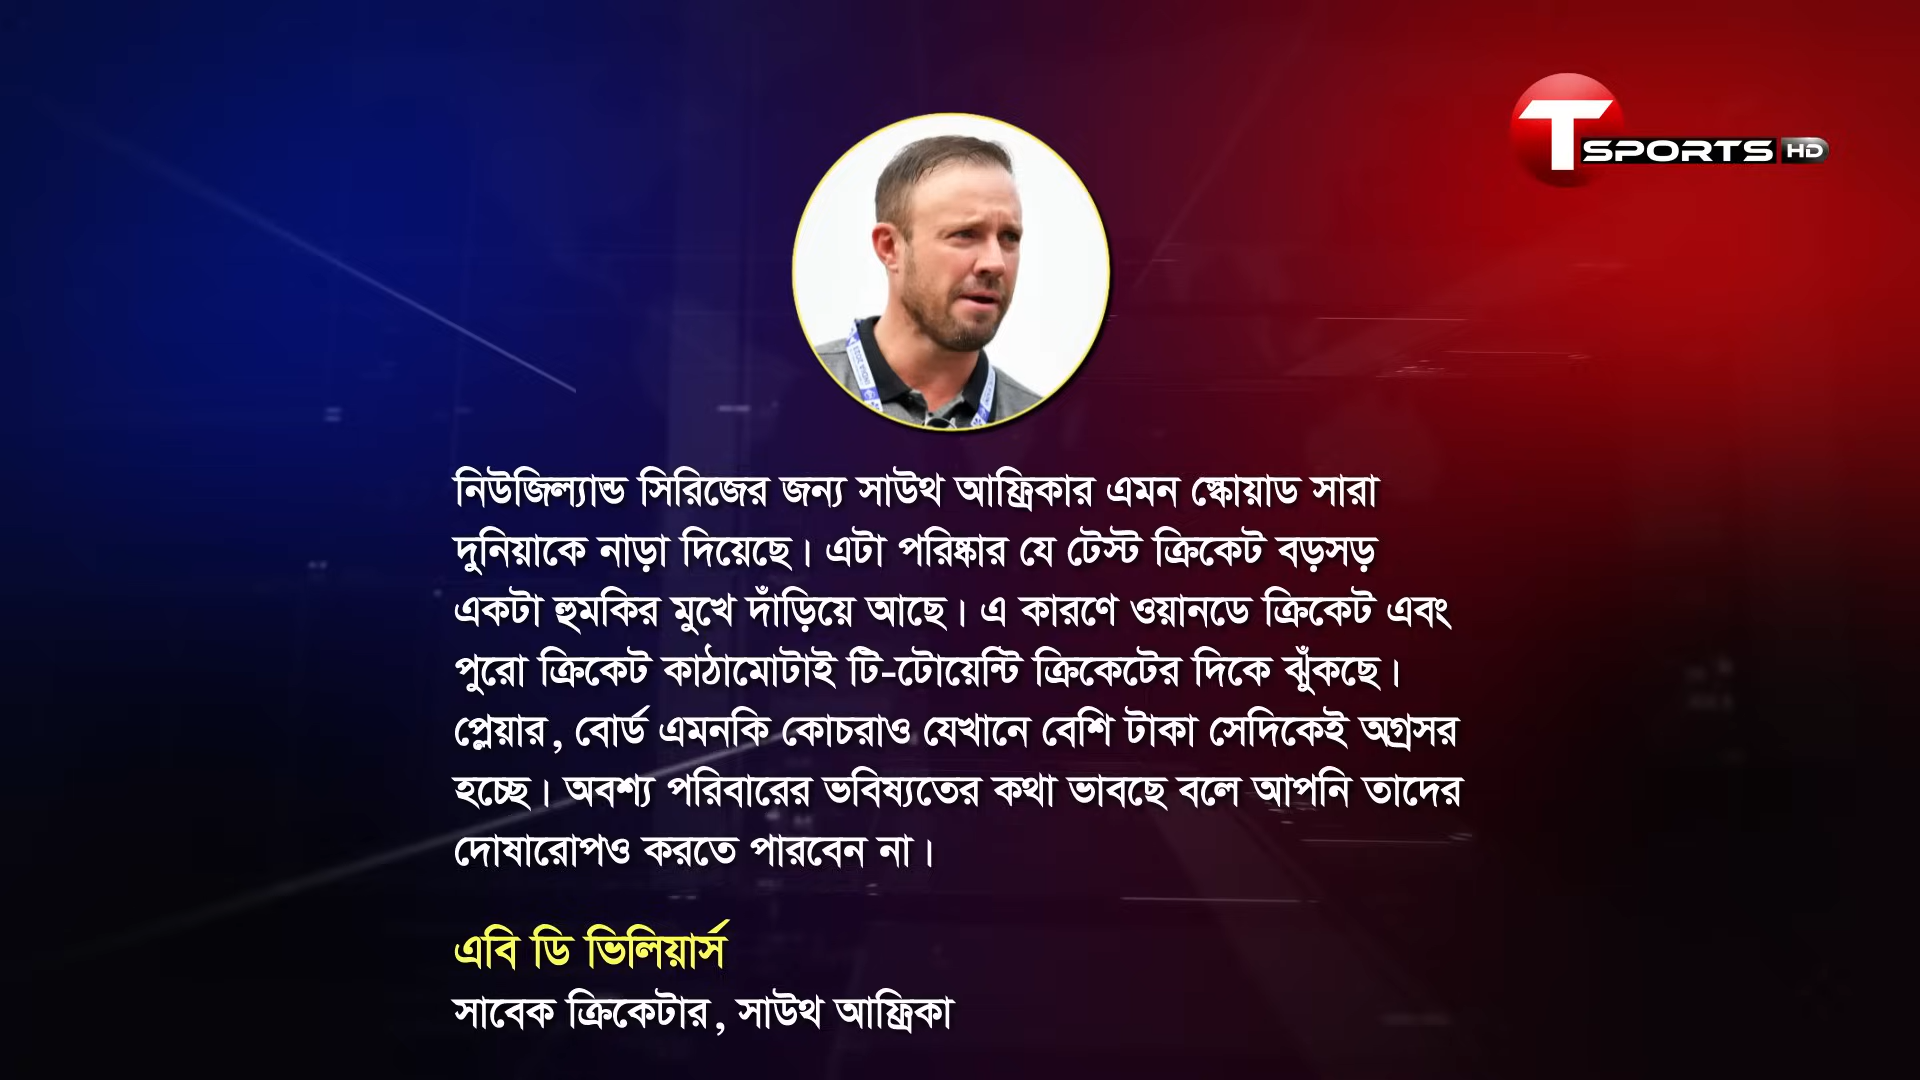 T SPORTS HD
নিউজিল্যান্ড সিরিজের জন্য সাউথ আফ্রিকার এমন স্কোয়াড সারা
দুনিয়াকে নাড়া দিয়েছে। এটা পরিষ্কার যে টেস্ট ক্রিকেট বড়সড়
একটা হুমকির মুখে দাঁড়িয়ে আছে। এ কারণে ওয়ানডে ক্রিকেট এবং
পুরো ক্রিকেট কাঠামোটাই টি-টোয়েন্টি ক্রিকেটের দিকে ঝুঁকছে।
প্লেয়ার, বোর্ড এমনকি কোচরাও যেখানে বেশি টাকা সেদিকেই অগ্রসর
হচ্ছে। অবশ্য পরিবারের ভবিষ্যতের কথা ভাবছে বলে আপনি তাদের
দোষারোপও করতে পারবেন না।
এবি ডি ভিলিয়ার্স
সাবেক ক্রিকেটার, সাউথ আফ্রিকা